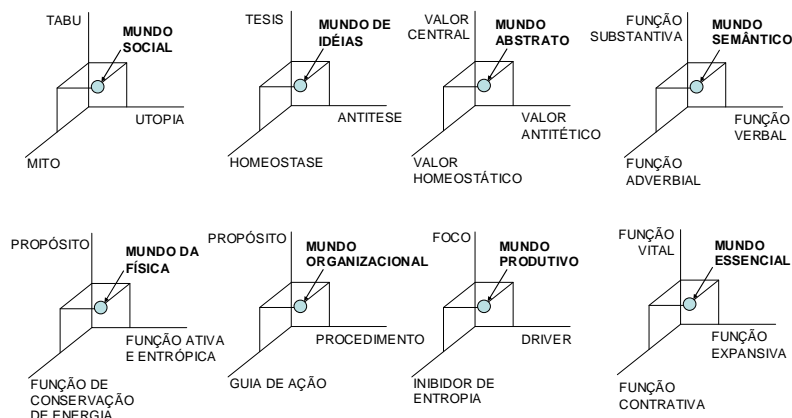 TABU
MUNDO
SOCIAL
UTOPIA
MITO
TESIS
MUNDO DE
IDÉIAS
ANTITESE
HOMEOSTASE
VALOR
CENTRAL
MUNDO
ABSTRATO
VALOR
ANTITÉTICO
VALOR
HOMEOSTÁTICO
FUNÇÃO
SUBSTANTIVA
MUNDO
SEMÂNTICO
FUNÇÃO
VERBAL
FUNÇÃO
ADVERBIAL
PROPÓSITO
MUNDO DA
FÍSICA
FUNÇÃO ATIVA
E ENTRÓPICA
FUNÇÃO DE
CONSERVAÇÃO
DE ENERGIA
PROPÓSITO
MUNDO
ORGANIZACIONAL
PROCEDIMENTO
GUIA DE AÇÃO
FOCO
MUNDO
PRODUTIVO
DRIVER
INIBIDOR DE
ENTROPIA
FUNÇÃO
VITAL
MUNDO
ESSENCIAL
FUNÇÃO
EXPANSIVA
FUNÇÃO
CONTRATIVA